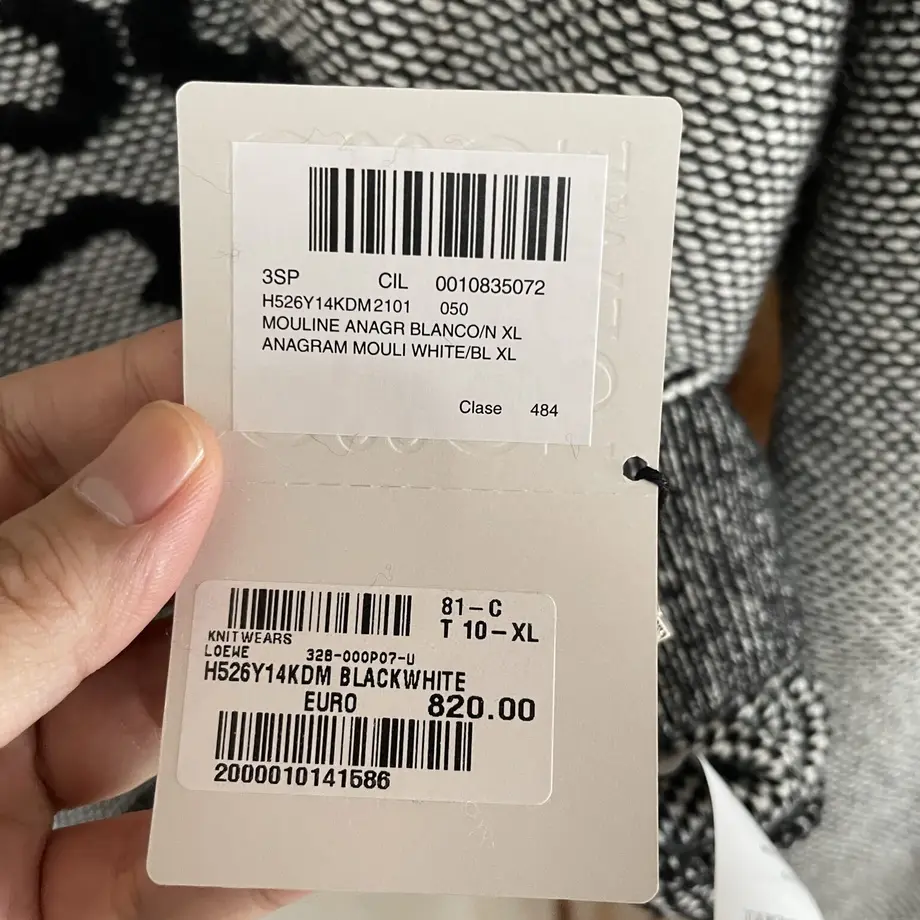 3SP CIL 0010835072
H526Y14KDM2101 050
MOULINE ANAGR BLANCO/N XL
ANAGRAM MOULI WHITE/BL XL
Clase 484
81-C
T 10-XL
KNITWEARS
LOEWE 328-000P07-U
H526Y14KDM BLACKWHITE
EURO 820.00
2000010141586